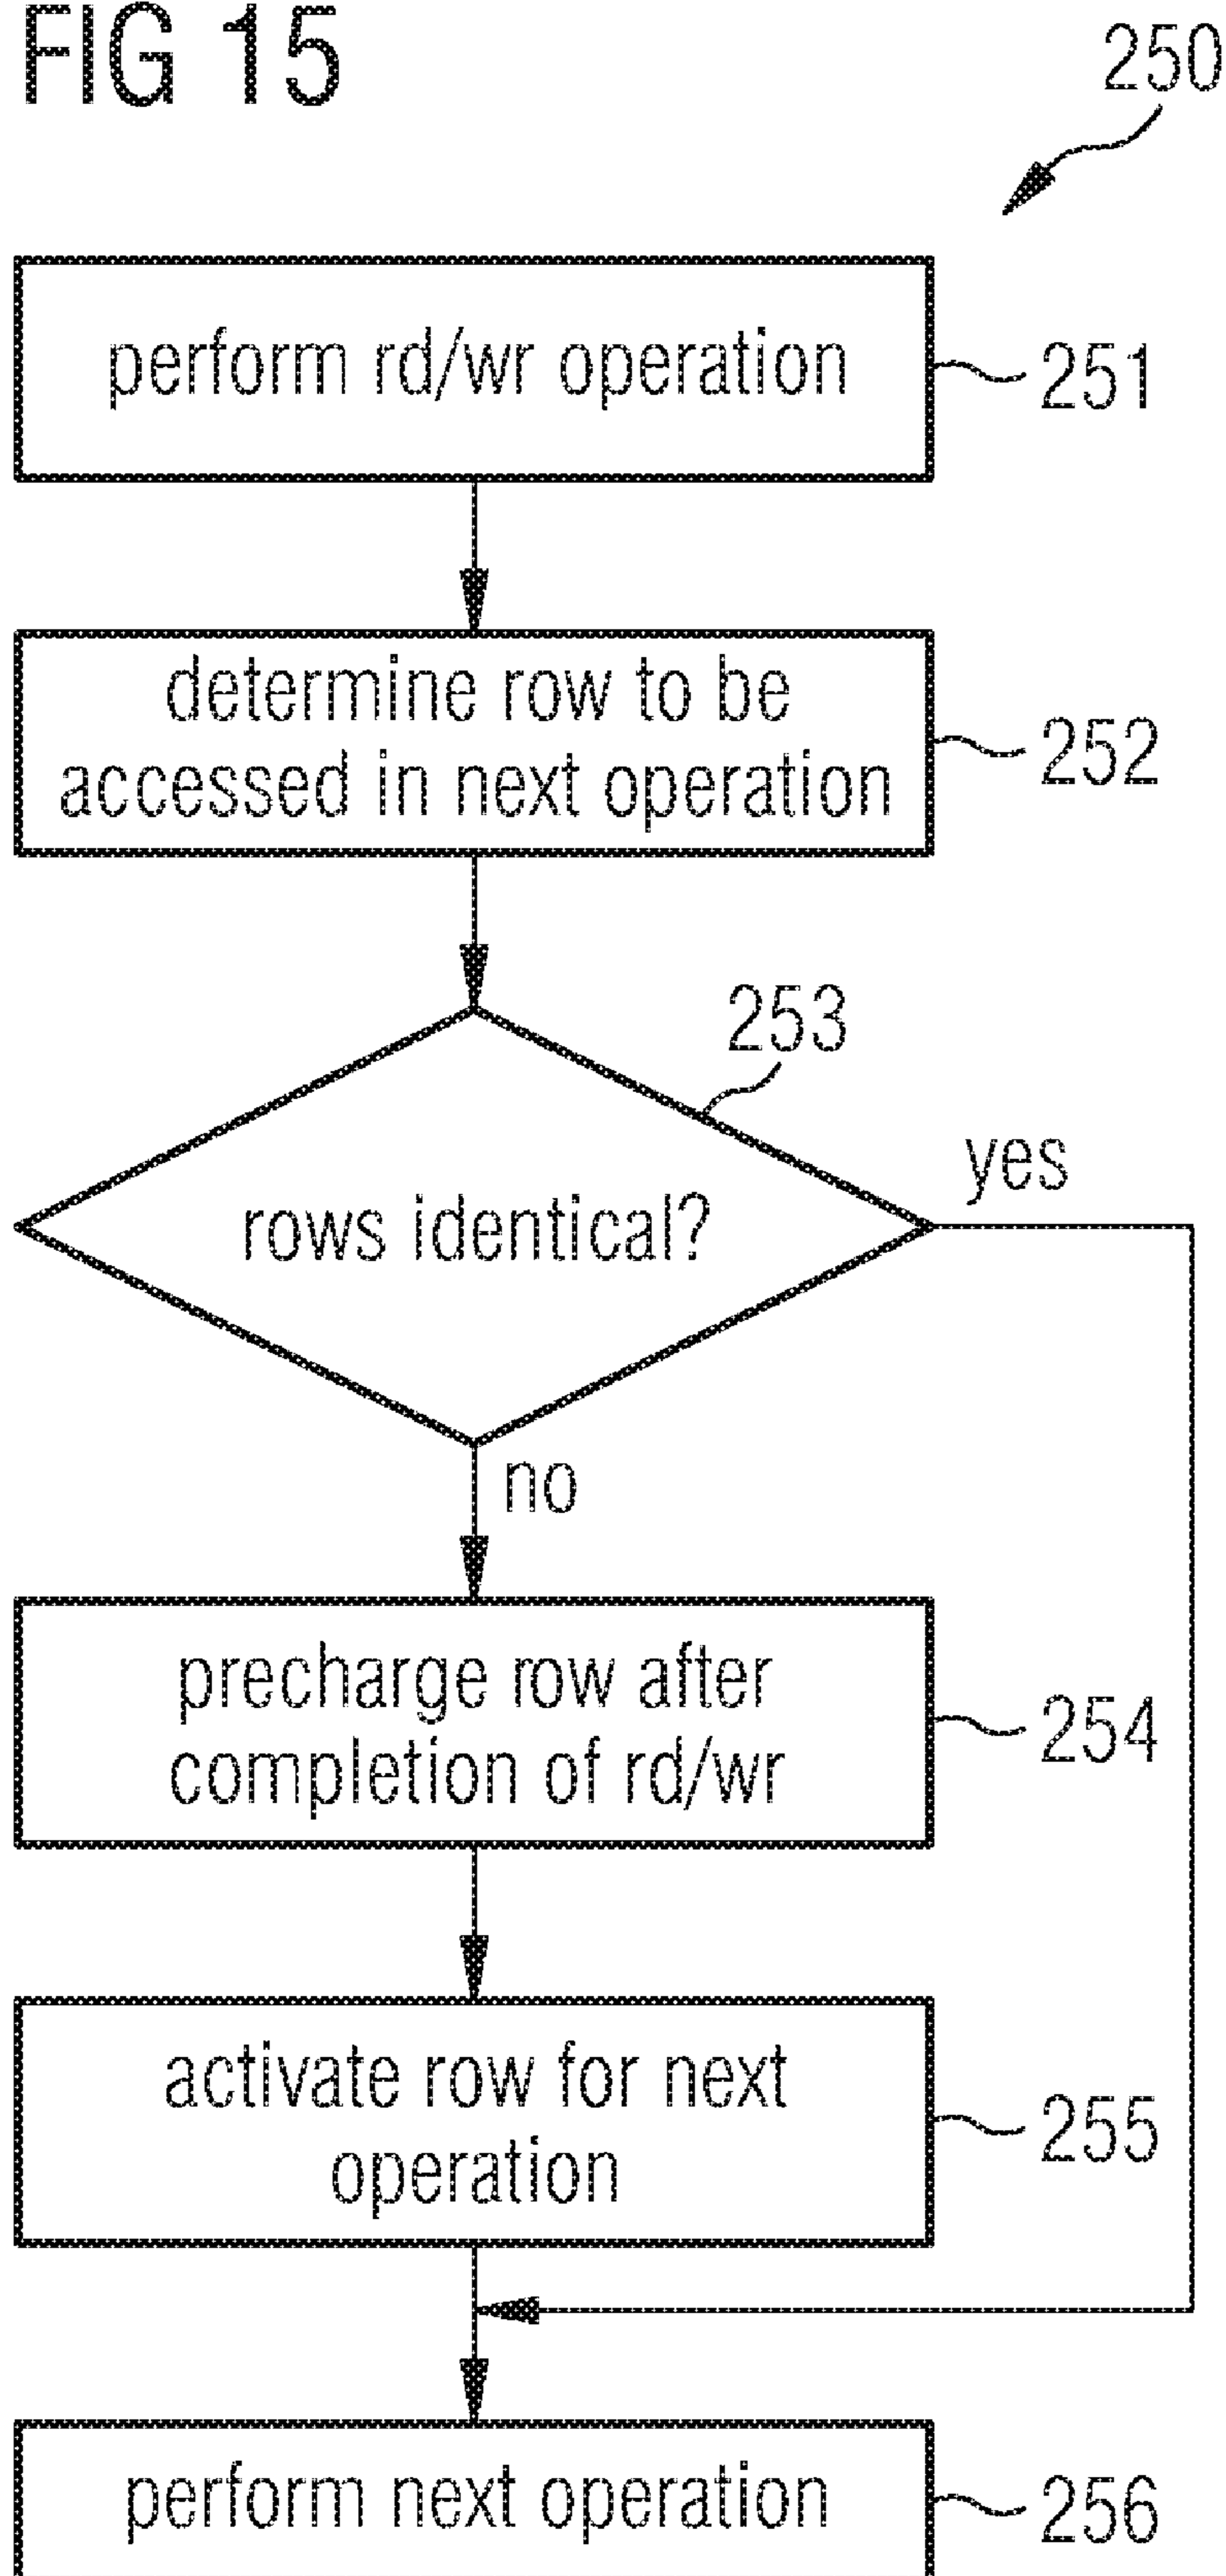 FIG 15
250
perform rd/wr operation
251
determine row to be
accessed in next operation
252
253
yes
rows identical?
no
precharge row after
completion of rd/wr
254
activate row for next
operation
255
perform next operation
256